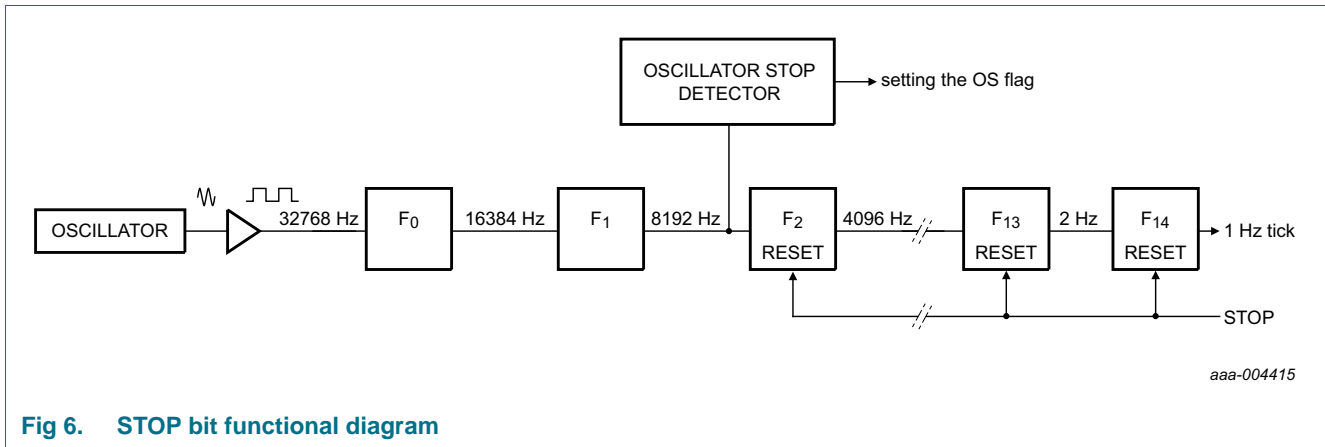 OSCILLATOR STOP
DETECTOR
setting the OS flag
OSCILLATOR
32768 Hz
F0
16384 Hz
F1
8192 Hz
F2
RESET
4096 Hz
F13
RESET
2 Hz
F14
RESET
1 Hz tick
STOP
aaa-004415
Fig 6. STOP bit functional diagram